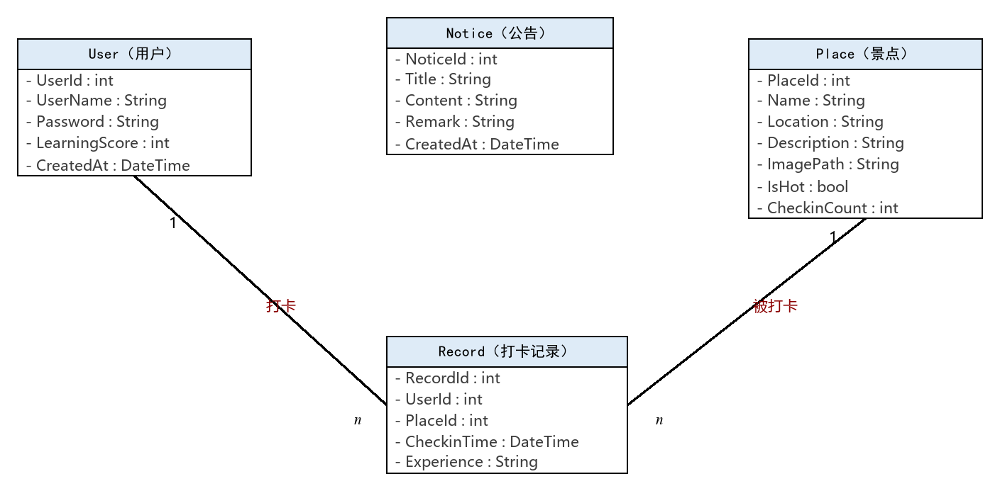 User（用户）
- UserId : int
- UserName : String
- Password : String
- LearningScore : int
- CreatedAt : DateTime
Notice（公告）
- NoticeId : int
- Title : String
- Content : String
- Remark : String
- CreatedAt : DateTime
Place（景点）
- PlaceId : int
- Name : String
- Location : String
- Description : String
- ImagePath : String
- IsHot : bool
- CheckinCount : int
1
1
打卡
被打卡
Record（打卡记录）
- RecordId : int
- UserId : int
- PlaceId : int
- CheckinTime : DateTime
- Experience : String
n
n